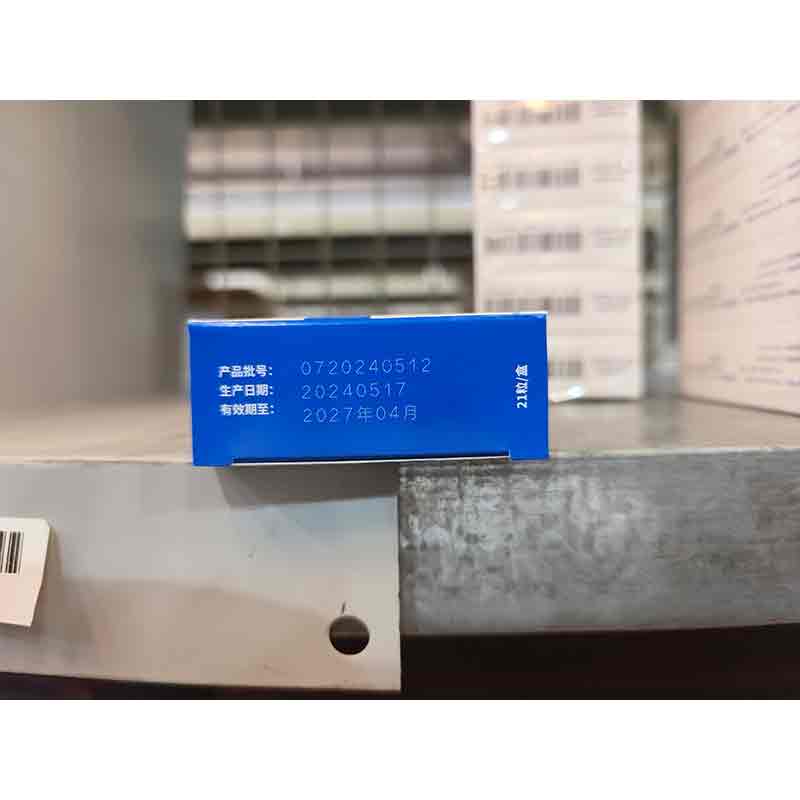 产品批号： 0720240512
生产日期： 20240517
有效期至： 2027年04月
21粒/盒